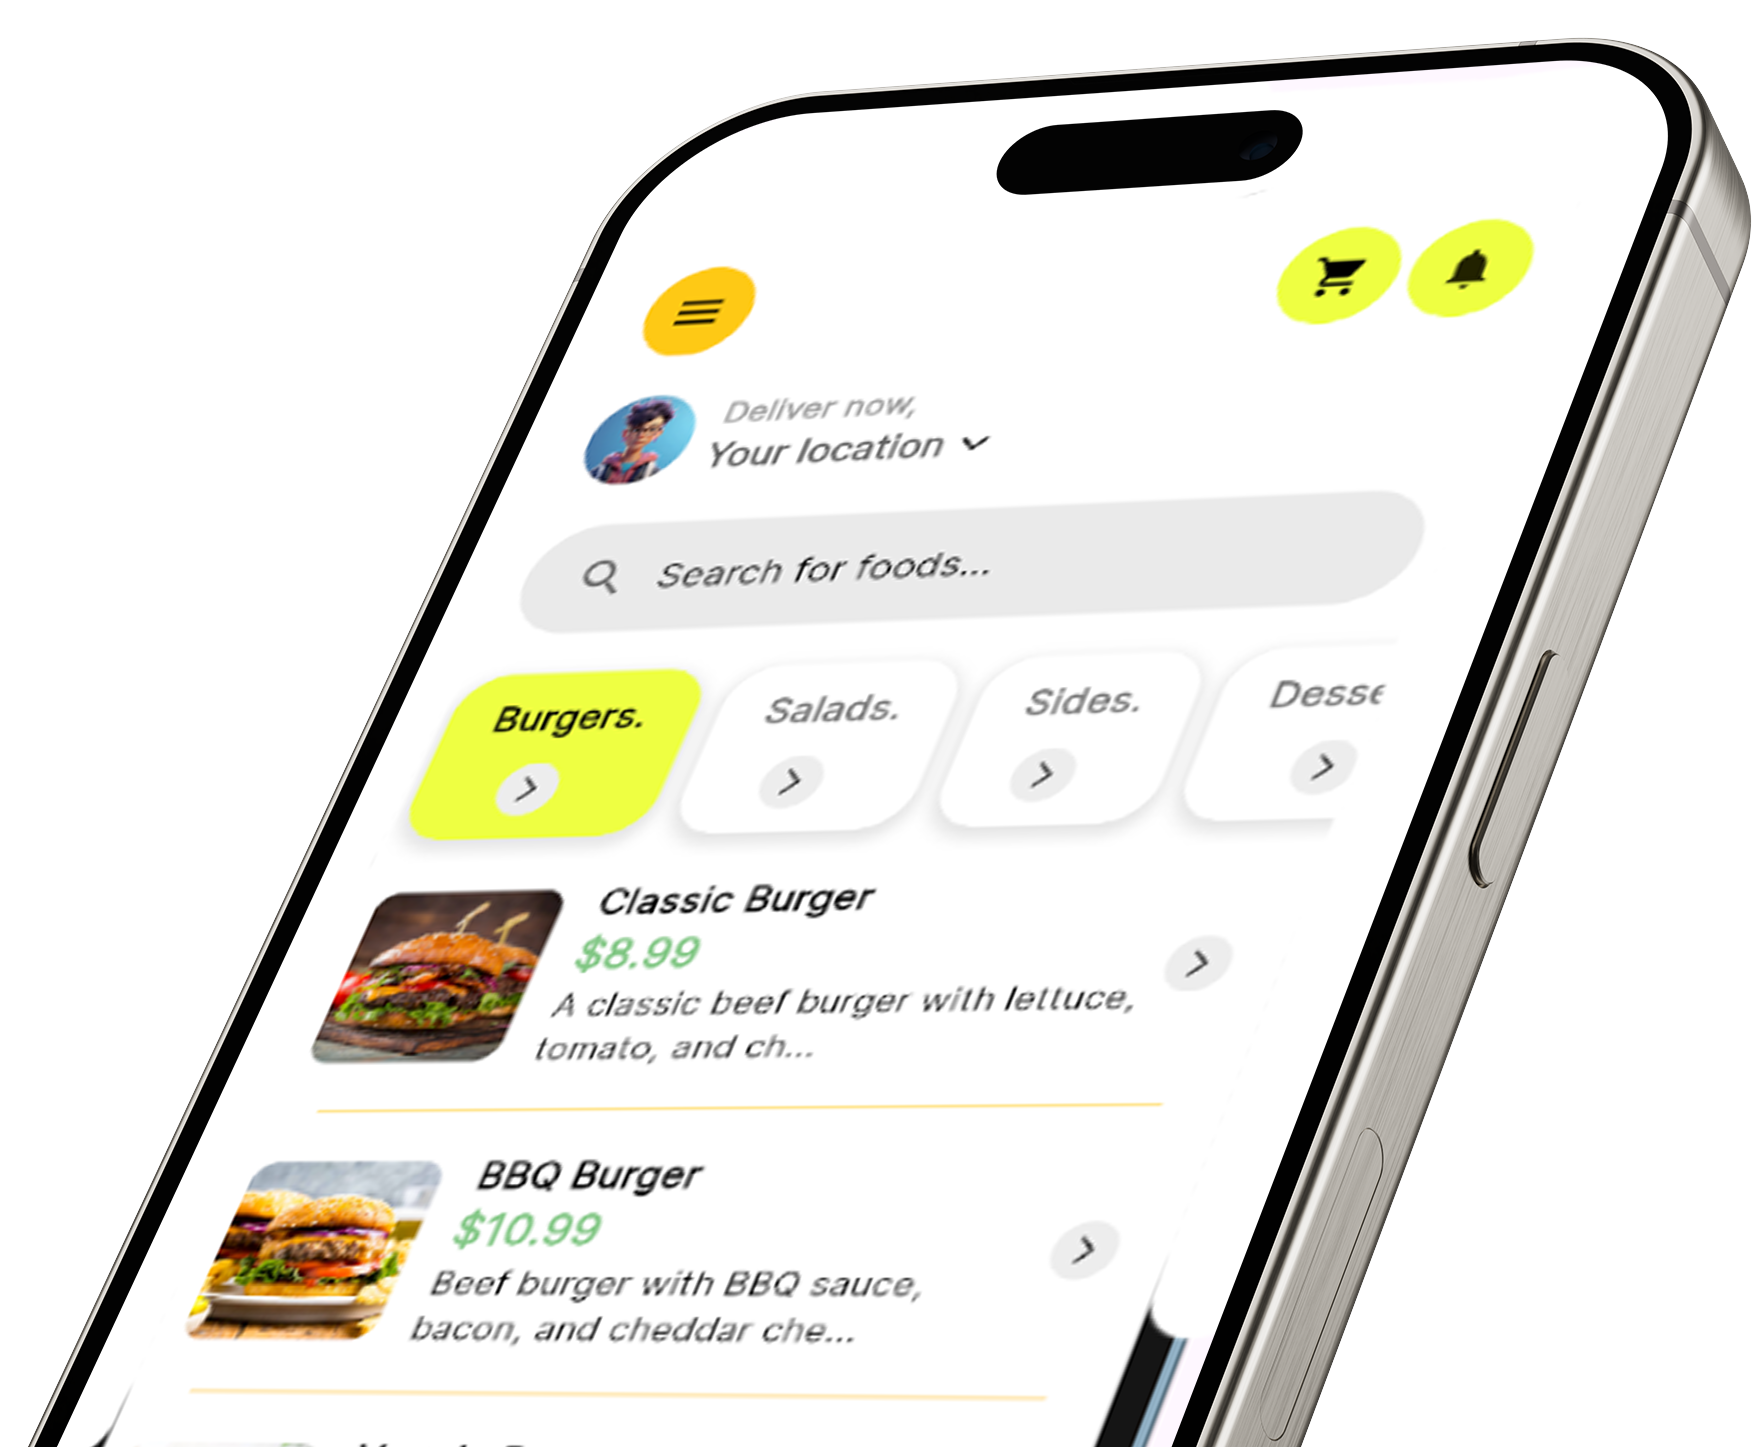 Deliver now,
Your location
Search for foods...
Burgers.
Salads.
Sides.
Desse
Classic Burger
$8.99
A classic beef burger with lettuce,
tomato, and ch...
BBQ Burger
$10.99
Beef burger with BBQ sauce,
bacon, and cheddar che...